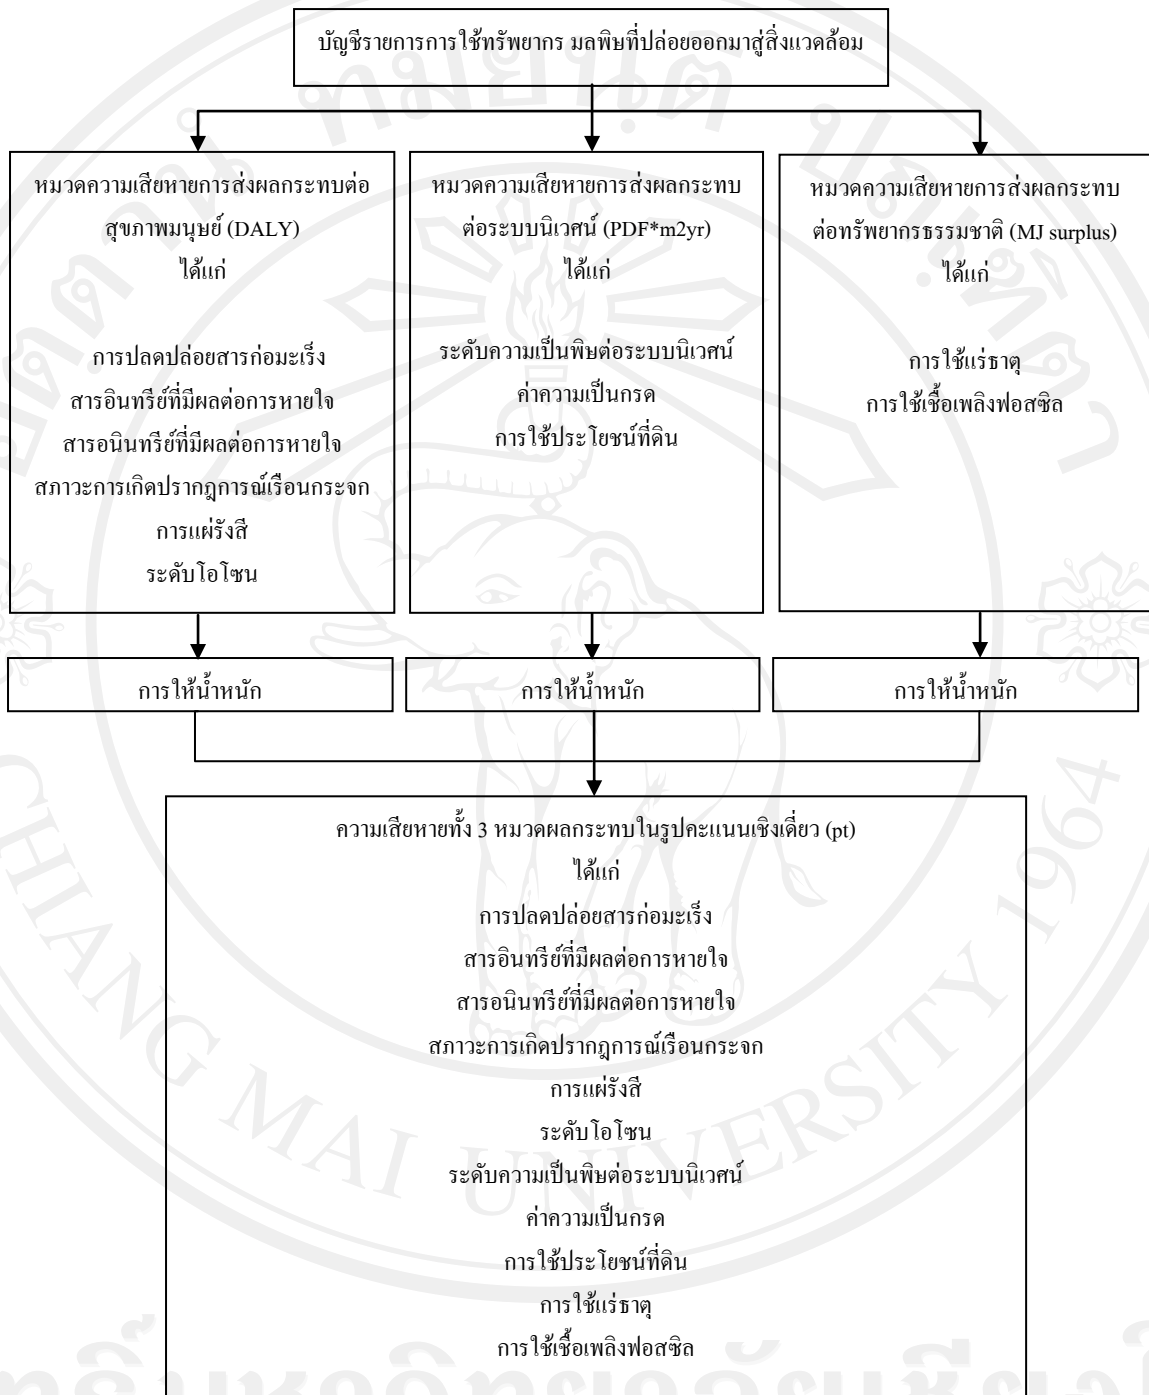 บัญชีรายการการใช้ทรัพยากร มลพิษที่ปล่อยออกมาสู่สิ่งแวดล้อม
หมวดความเสียหายการส่งผลกระทบต่อ
สุขภาพมนุษย์ (DALY)
ได้แก่
การปลดปล่อยสารก่อมะเร็ง
สารอินทรีย์ที่มีผลต่อการหายใจ
สารอนินทรีย์ที่มีผลต่อการหายใจ
สภาวะการเกิดปรากฏการณ์เรือนกระจก
การแผ่รังสี
ระดับโอโซน
หมวดความเสียหายการส่งผลกระทบ
ต่อระบบนิเวศน์ (PDF*m2yr)
ได้แก่
ระดับความเป็นพิษต่อระบบนิเวศน์
ค่าความเป็นกรด
การใช้ประโยชน์ที่ดิน
หมวดความเสียหายการส่งผลกระทบ
ต่อทรัพยากรธรรมชาติ (MJ surplus)
ได้แก่
การใช้แร่ธาตุ
การใช้เชื้อเพลิงฟอสซิล
การให้น้ำหนัก
การให้น้ำหนัก
การให้น้ำหนัก
ความเสียหายทั้ง 3 หมวดผลกระทบในรูปคะแนนเชิงเดี่ยว (pt)
ได้แก่
การปลดปล่อยสารก่อมะเร็ง
สารอินทรีย์ที่มีผลต่อการหายใจ
สารอนินทรีย์ที่มีผลต่อการหายใจ
สภาวะการเกิดปรากฏการณ์เรือนกระจก
การแผ่รังสี
ระดับโอโซน
ระดับความเป็นพิษต่อระบบนิเวศน์
ค่าความเป็นกรด
การใช้ประโยชน์ที่ดิน
การใช้แร่ธาตุ
การใช้เชื้อเพลิงฟอสซิล
CHIANG MAI UNIVERSITY 1964